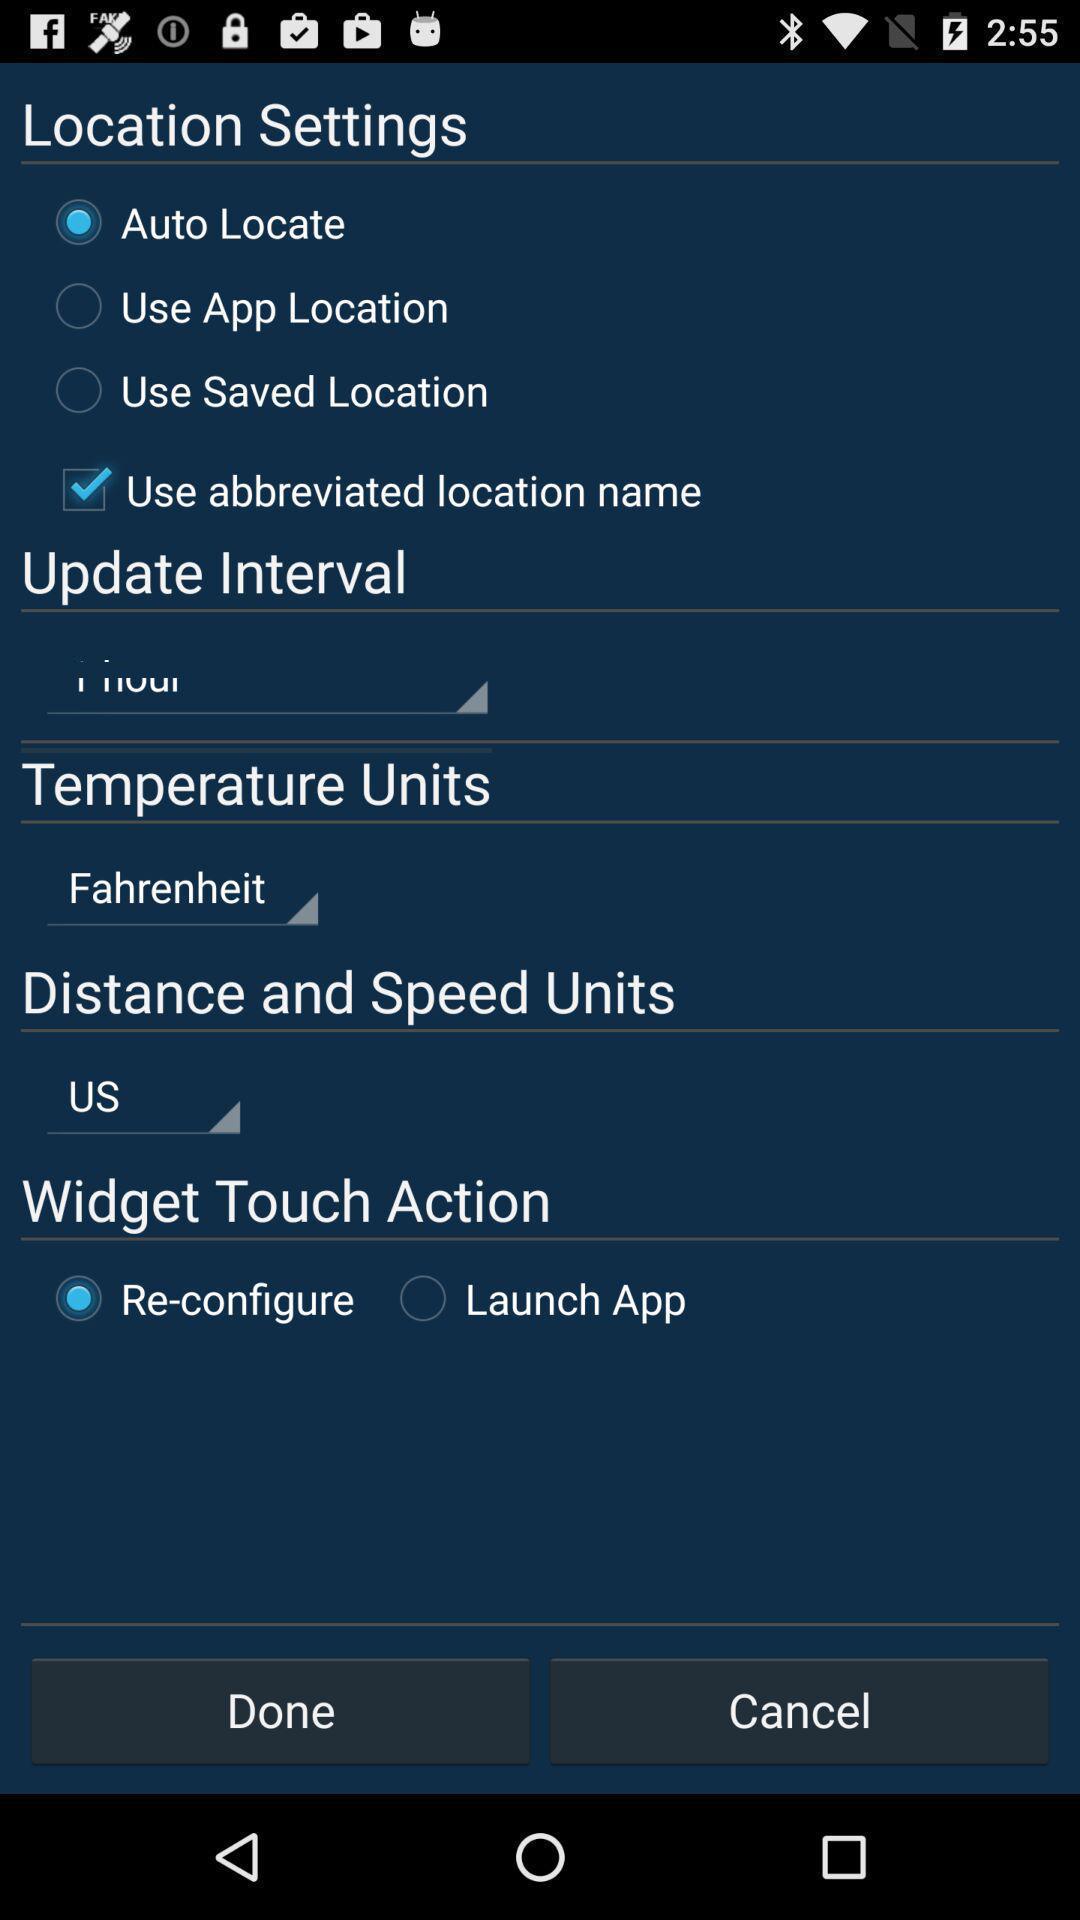 FAKE
2:55
Location Settings
Auto Locate
Use App Location
Use Saved Location
Use abbreviated location name
Update Interval
1 hour
Temperature Units
Fahrenheit
Distance and Speed Units
US
Widget Touch Action
Re-configure Launch App
Done Cancel